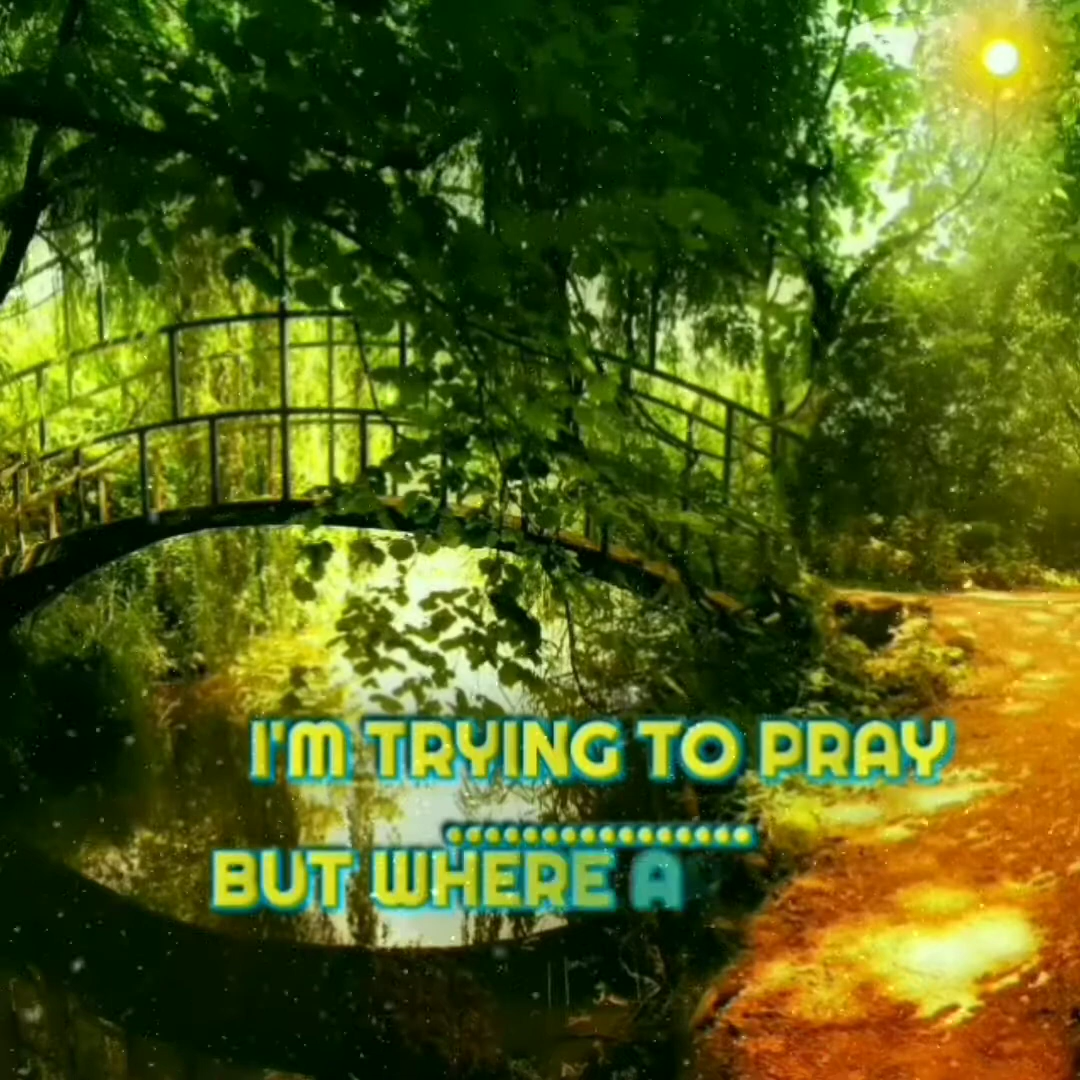 I'M TRYING TO PRAY
................
BUT WHERE A